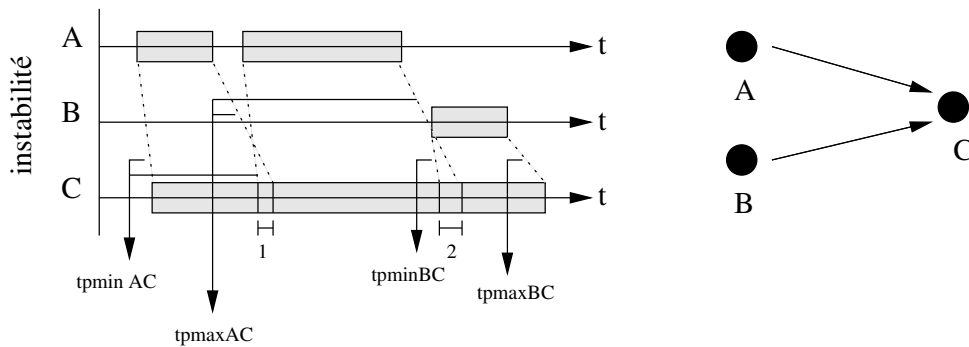 instabilité
A
t
B
C
t
1
2
tpmin AC
tpmaxAC
tpminBC
tpmaxBC
A
B
C